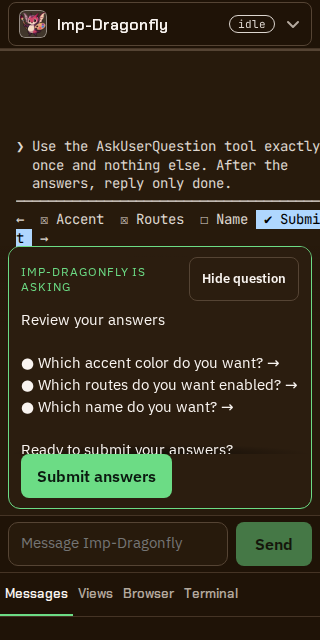 Imp-Dragonfly
idle
❯ Use the AskUserQuestion tool exactly
once and nothing else. After the
answers, reply only done.
← ☒ Accent ☒ Routes ☐ Name ✔ Submi
t →
IMP-DRAGONFLY IS
ASKING
Hide question
Review your answers
● Which accent color do you want? →
● Which routes do you want enabled? →
● Which name do you want? →
Ready to submit your answers?
Submit answers
Message Imp-Dragonfly
Send
Messages Views Browser Terminal